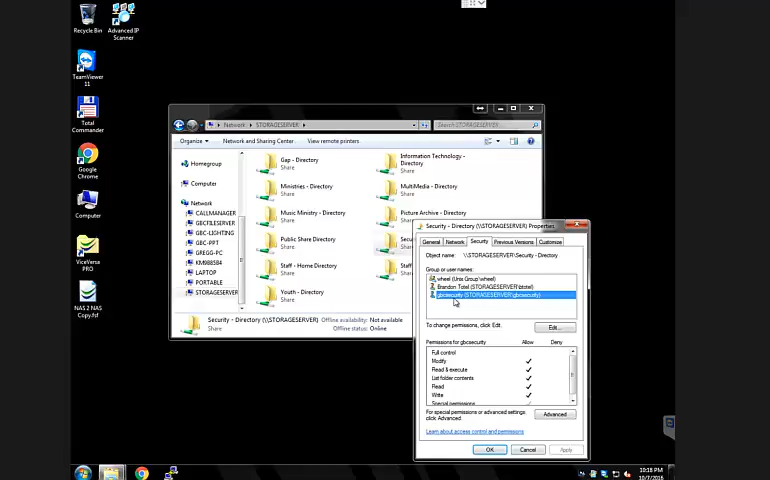 Recycle Bin
Advanced IP
Scanner
TeamViewer
11
Total
Commander
Google
Chrome
Computer
ViceVersa
PRO
NAS 2 NAS
Copy.fsf
Network
STORAGESERVER
Search STORAGESERVER
Organize
Network and Sharing Center
View remote printers
Homegroup
Computer
Network
CALLMANAGER
GBCFILESERVER
GBC-LIGHTING
GBC-PPT
GREGG-PC
KM98B5B4
LAPTOP
PORTABLE
STORAGESERVER
Gap - Directory
Share
Information Technology -
Directory
Share
Ministries - Directory
Share
MultiMedia - Directory
Share
Music Ministry - Directory
Share
Picture Archive - Directory
Public Share Directory
Share
Staff - Home Directory
Share
Youth - Directory
Share
Security - Directory (\\STORAGESERVER)
Offline availability: Not available
Share
Offline status: Online
Security - Directory (\\STORAGESERVER) Properties
General
Network
Security
Previous Versions
Customize
Object name: \\STORAGESERVER\Security - Directory
Group or user names:
wheel (Unix Group\wheel)
Brandon Totel (STORAGESERVER\btotel)
gbcsecurity (STORAGESERVER\gbcsecurity)
To change permissions, click Edit.
Edit...
Permissions for gbcsecurity
Allow
Deny
Full control
Modify
Read & execute
List folder contents
Read
Write
Special permissions
For special permissions or advanced settings,
click Advanced.
Advanced
Learn about access control and permissions
OK
Cancel
Apply
10:18 PM